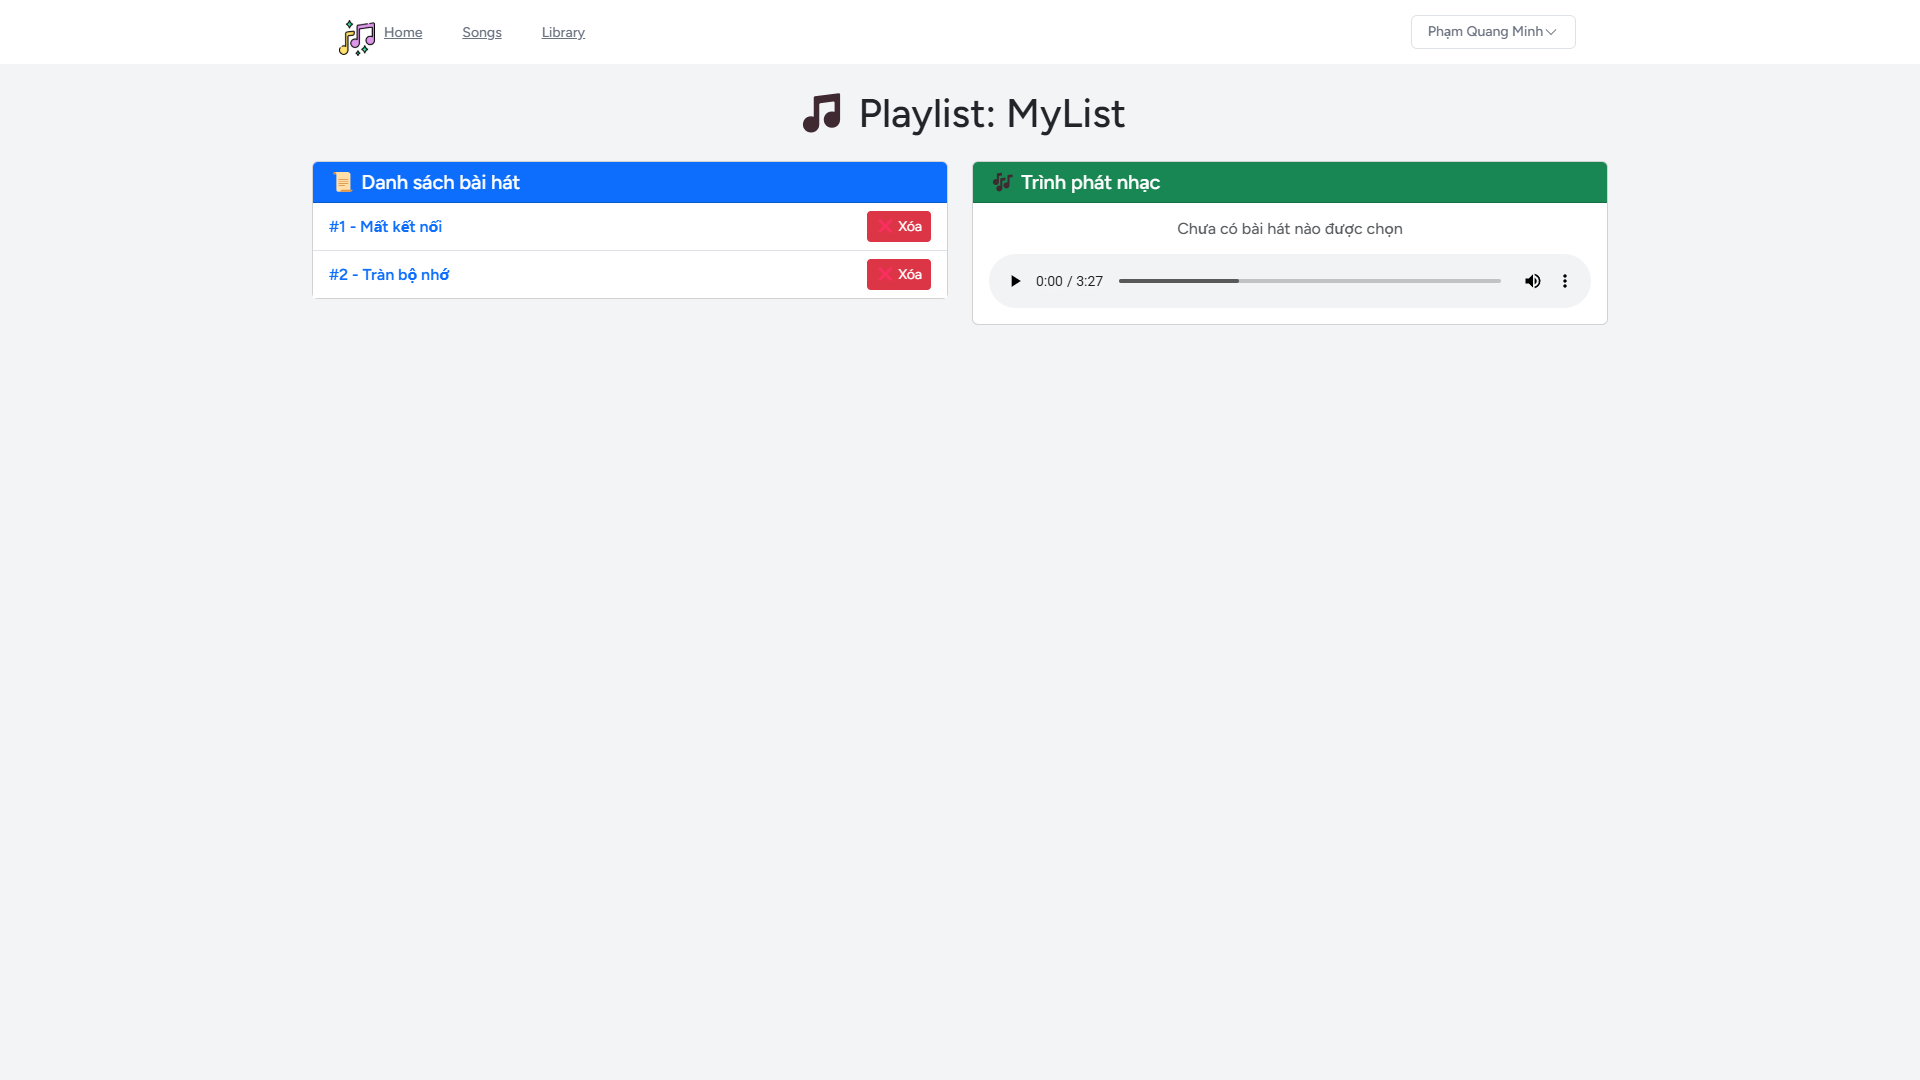 Home Songs Library Phạm Quang Minh
Playlist: MyList
Danh sách bài hát
#1 - Mất kết nối
Xóa
#2 - Tràn bộ nhớ
Xóa
Trình phát nhạc
Chưa có bài hát nào được chọn
0:00 / 3:27